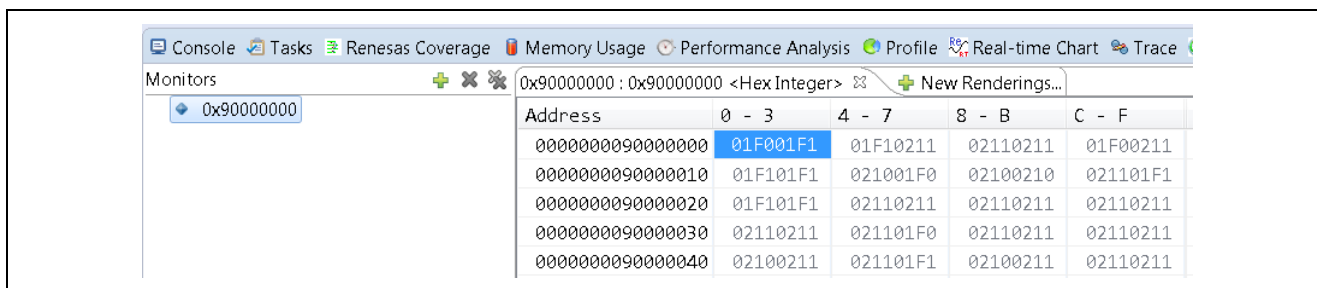 Console Tasks Renesas Coverage Memory Usage Performance Analysis Profile Real-time Chart Trace
Monitors 0x90000000 : 0x90000000 <Hex Integer> New Renderings...
0x90000000
Address 0 - 3 4 - 7 8 - B C - F
0000000090000000 01F001F1 01F10211 02110211 01F00211
0000000090000010 01F101F1 021001F0 02100210 021101F1
0000000090000020 01F101F1 02110211 02110211 02110211
0000000090000030 02110211 021101F0 02110211 02110211
0000000090000040 02100211 021101F1 02100211 02110211